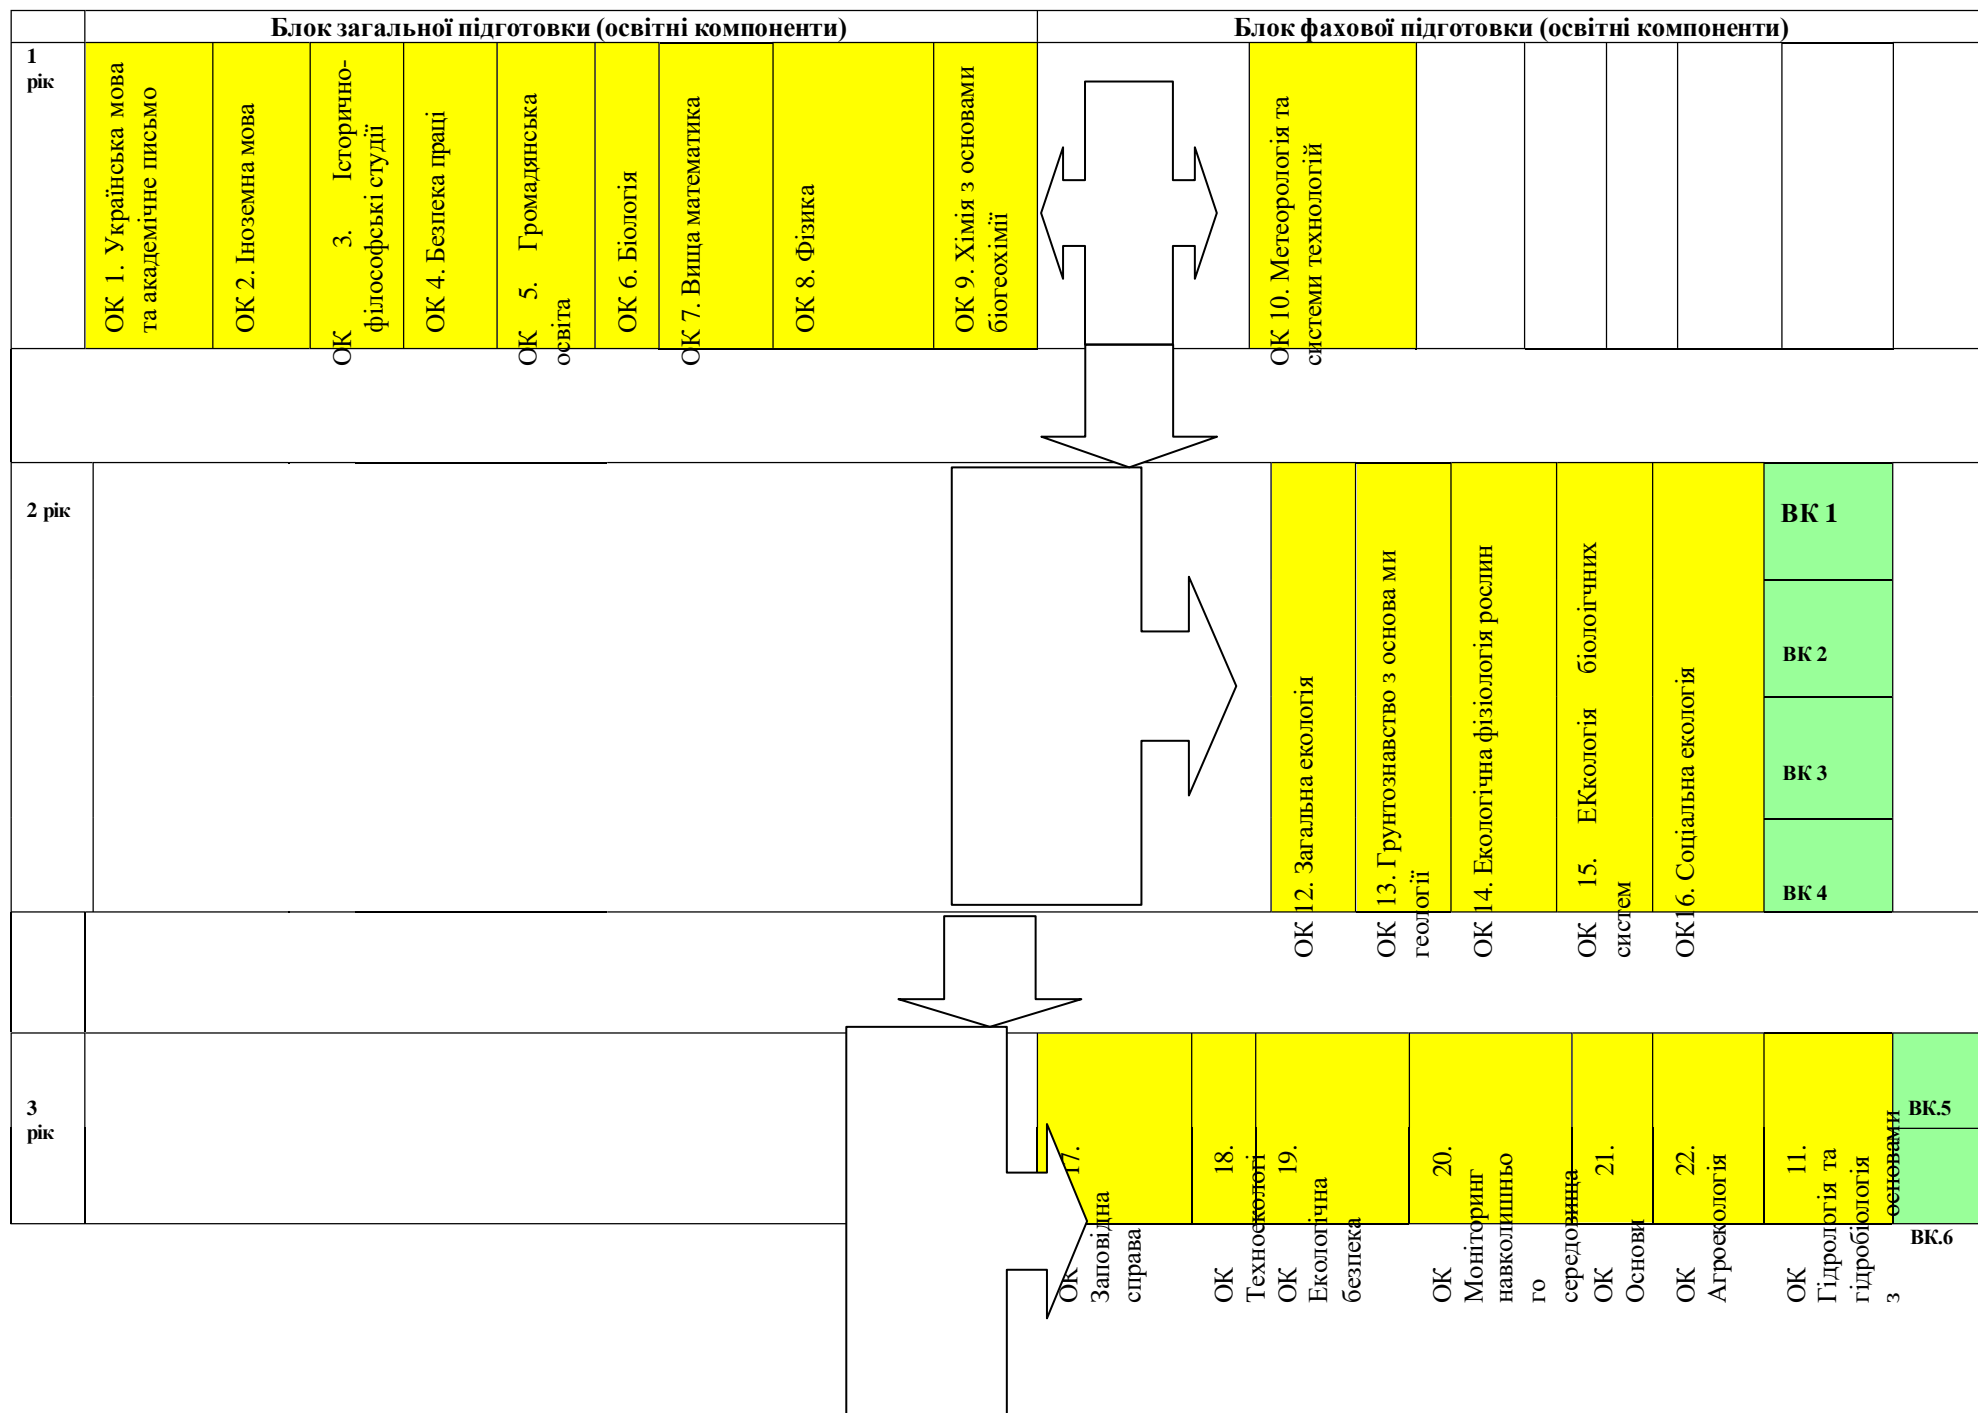 Блок загальної підготовки (освітні компоненти)
Блок фахової підготовки (освітні компоненти)
1
рік
ОК 1. Українська мова
та академічне письмо
ОК 2. Іноземна мова
ОК 3. Історично-
філософські студії
ОК 4. Безпека праці
ОК 5. Громадянська
освіта
ОК 6. Біологія
ОК 7. Вища математика
ОК 8. Фізика
ОК 9. Хімія з основами
біогеохімії
ОК 10. Метеорологія та
системи технологій
2 рік
ОК 12. Загальна екологія
ОК 13. Грунтознавство з основа ми
геології
ОК 14. Екологічна фізіологія рослин
ОК 15. ЕКкологія біолоігчних
систем
ОК16. Соціальна екологія
ВК 1
ВК 2
ВК 3
ВК 4
3
рік
ОК 17.
Заповідна
справа
ОК 18.
Техноекологі
ОК 19.
Екологічна
безпека
ОК 20.
Моніторинг
навколишньо
го
середовища
ОК 21.
Основи
ОК 22.
Агроекологія
ОК 11.
Гідрологія та
гідробіологія
з основами
ВК.5
ВК.6